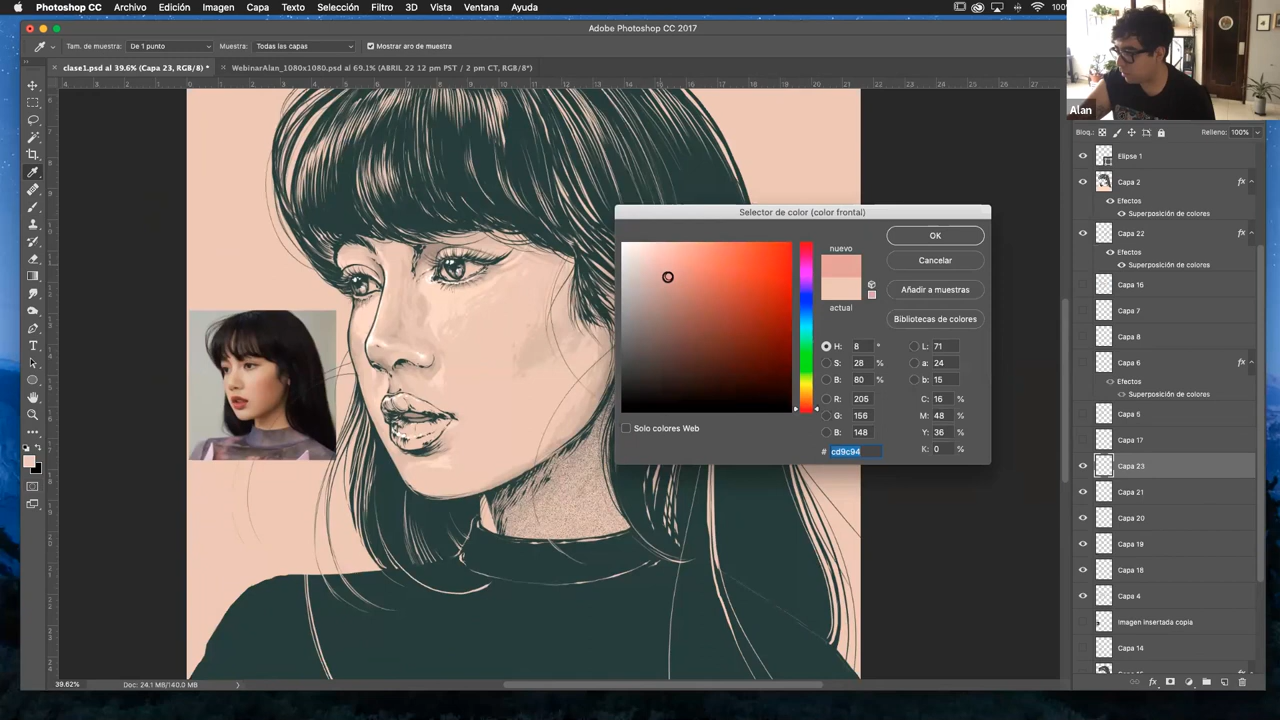 Photoshop CC Archivo Edición Imagen Capa Texto Selección Filtro 3D Vista Ventana Ayuda 100%
Adobe Photoshop CC 2017
Tam. de muestra: De 1 punto Muestra: Todas las capas Mostrar aro de muestra
clase1.psd al 39.6% (Capa 23, RGB/8) * WebinarAlan_1080x1080.psd al 69.1% (ABRIL 22 12 pm PST / 2 pm CT, RGB/8*)
Alan
Bloq.: Relleno: 100%
Elipse 1
Capa 2 fx
Efectos
Superposición de colores
Capa 22 fx
Efectos
Superposición de colores
Capa 16
Capa 7
Capa 8
Capa 6 fx
Efectos
Superposición de colores
Capa 5
Capa 17
Capa 23
Capa 21
Capa 20
Capa 19
Capa 18
Capa 4
Imagen insertada copia
Capa 14
Selector de color (color frontal)
nuevo
actual
OK
Cancelar
Añadir a muestras
Bibliotecas de colores
H: 8 ° L: 71
S: 28 % a: 24
B: 80 % b: 15
R: 205 C: 16 %
G: 156 M: 48 %
B: 148 Y: 36 %
# cd9c94 K: 0 %
Solo colores Web
39.62% Doc: 24.1 MB/140.0 MB